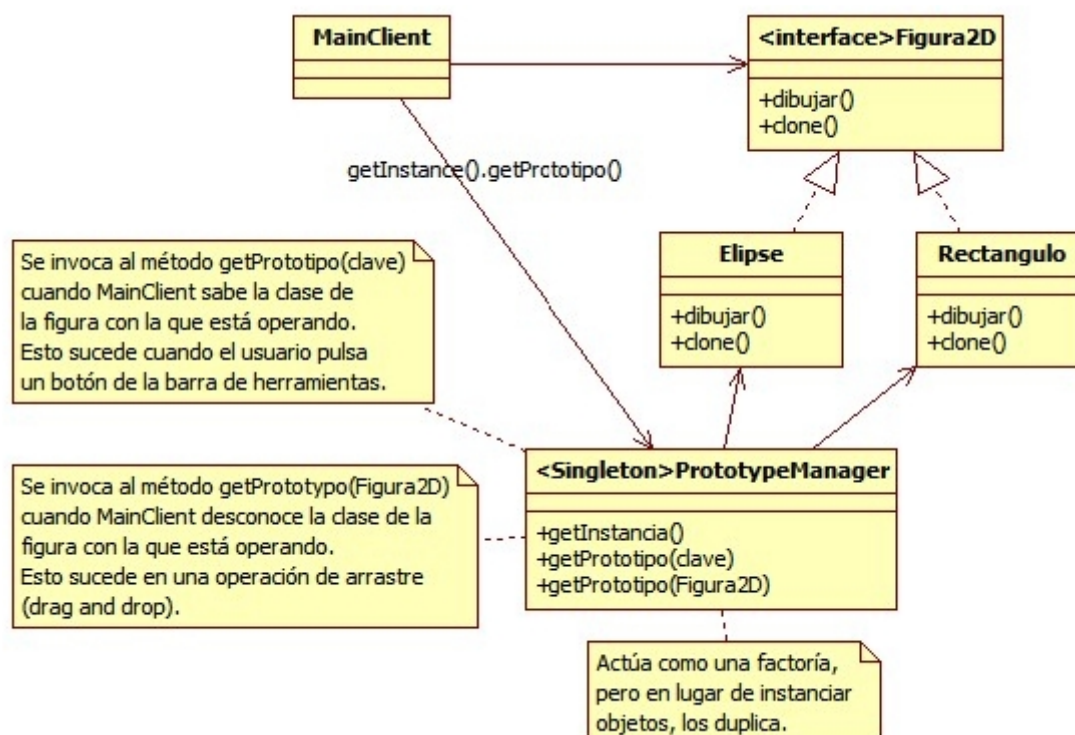 MainClient
<interface>Figura2D
+dibujar()
+clone()
getInstance().getPrctotipo()
Elipse
+dibujar()
+clone()
Rectangulo
+dibujar()
+clone()
Se invoca al método getPrototipo(clave)
cuando MainClient sabe la clase de
la figura con la que está operando.
Esto sucede cuando el usuario pulsa
un botón de la barra de herramientas.
<Singleton>PrototypeManager
+getInstancia()
+getPrototipo(clave)
+getPrototipo(Figura2D)
Se invoca al método getPrototypo(Figura2D)
cuando MainClient desconoce la clase de la
figura con la que está operando.
Esto sucede en una operación de arrastre
(drag and drop).
Actúa como una factoría,
pero en lugar de instanciar
objetos, los duplica.